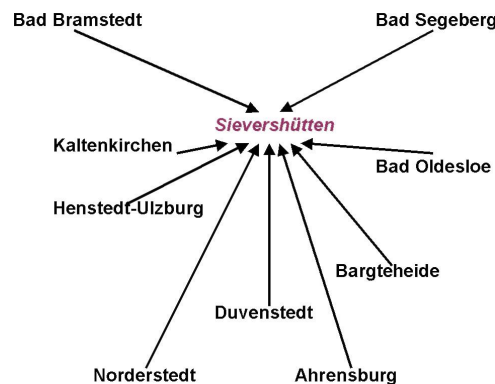 Bad Bramstedt
Bad Segeberg
Sievershütten
Kaltenkirchen
Bad Oldesloe
Henstedt-Ulzburg
Bargteheide
Duvenstedt
Norderstedt
Ahrensburg